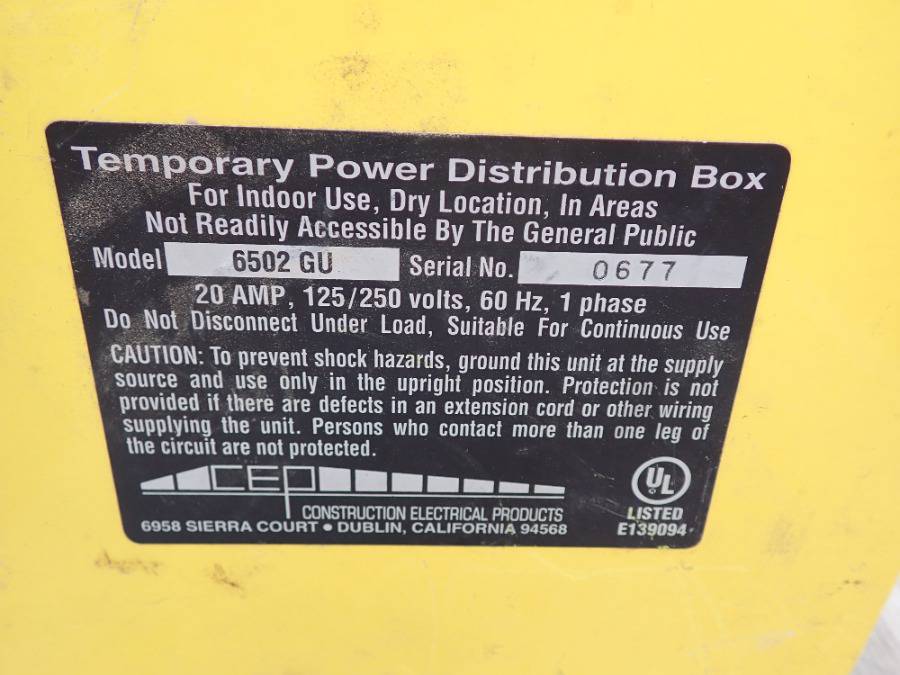 Temporary Power Distribution Box
For Indoor Use, Dry Location, In Areas
Not Readily Accessible By The General Public
Model 6502 GU Serial No. 0677
20 AMP, 125/250 volts, 60 Hz, 1 phase
Do Not Disconnect Under Load, Suitable For Continuous Use
CAUTION: To prevent shock hazards, ground this unit at the supply
source and use only in the upright position. Protection is not
provided if there are defects in an extension cord or other wiring
supplying the unit. Persons who contact more than one leg of
the circuit are not protected.
CEP
CONSTRUCTION ELECTRICAL PRODUCTS
6958 SIERRA COURT • DUBLIN, CALIFORNIA 94568
UL
LISTED
E139094